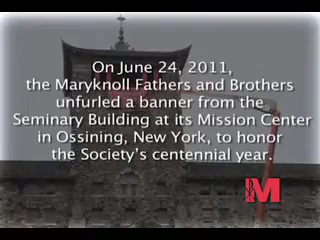 On June 24, 2011,
the Maryknoll Fathers and Brothers
unfurled a banner from the
Seminary Building at its Mission Center
in Ossining, New York, to honor
the Society's centennial year.
M